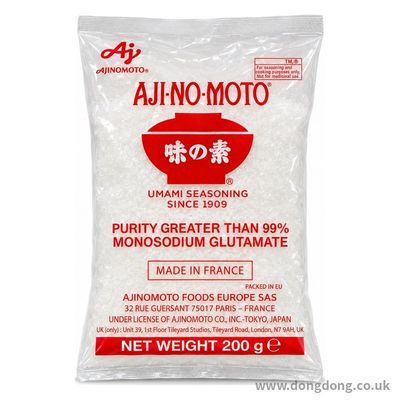 Aj
AJINOMOTO®
TM,®
For seasoning and
cooking purposes only.
Not for medicinal use.
AJI-NO-MOTO®
味の素
®
UMAMI SEASONING
SINCE 1909
PURITY GREATER THAN 99%
MONOSODIUM GLUTAMATE
MADE IN FRANCE
PACKED IN EU
AJINOMOTO FOODS EUROPE SAS
32 RUE GUERSANT 75017 PARIS – FRANCE
UNDER LICENSE OF AJINOMOTO CO., INC.-TOKYO, JAPAN
UK (only) : Unit 39, 1st Floor Tileyard Studios, Tileyard Road, London, N7 9AH, UK
NET WEIGHT 200 g ℮
www.dongdong.co.uk